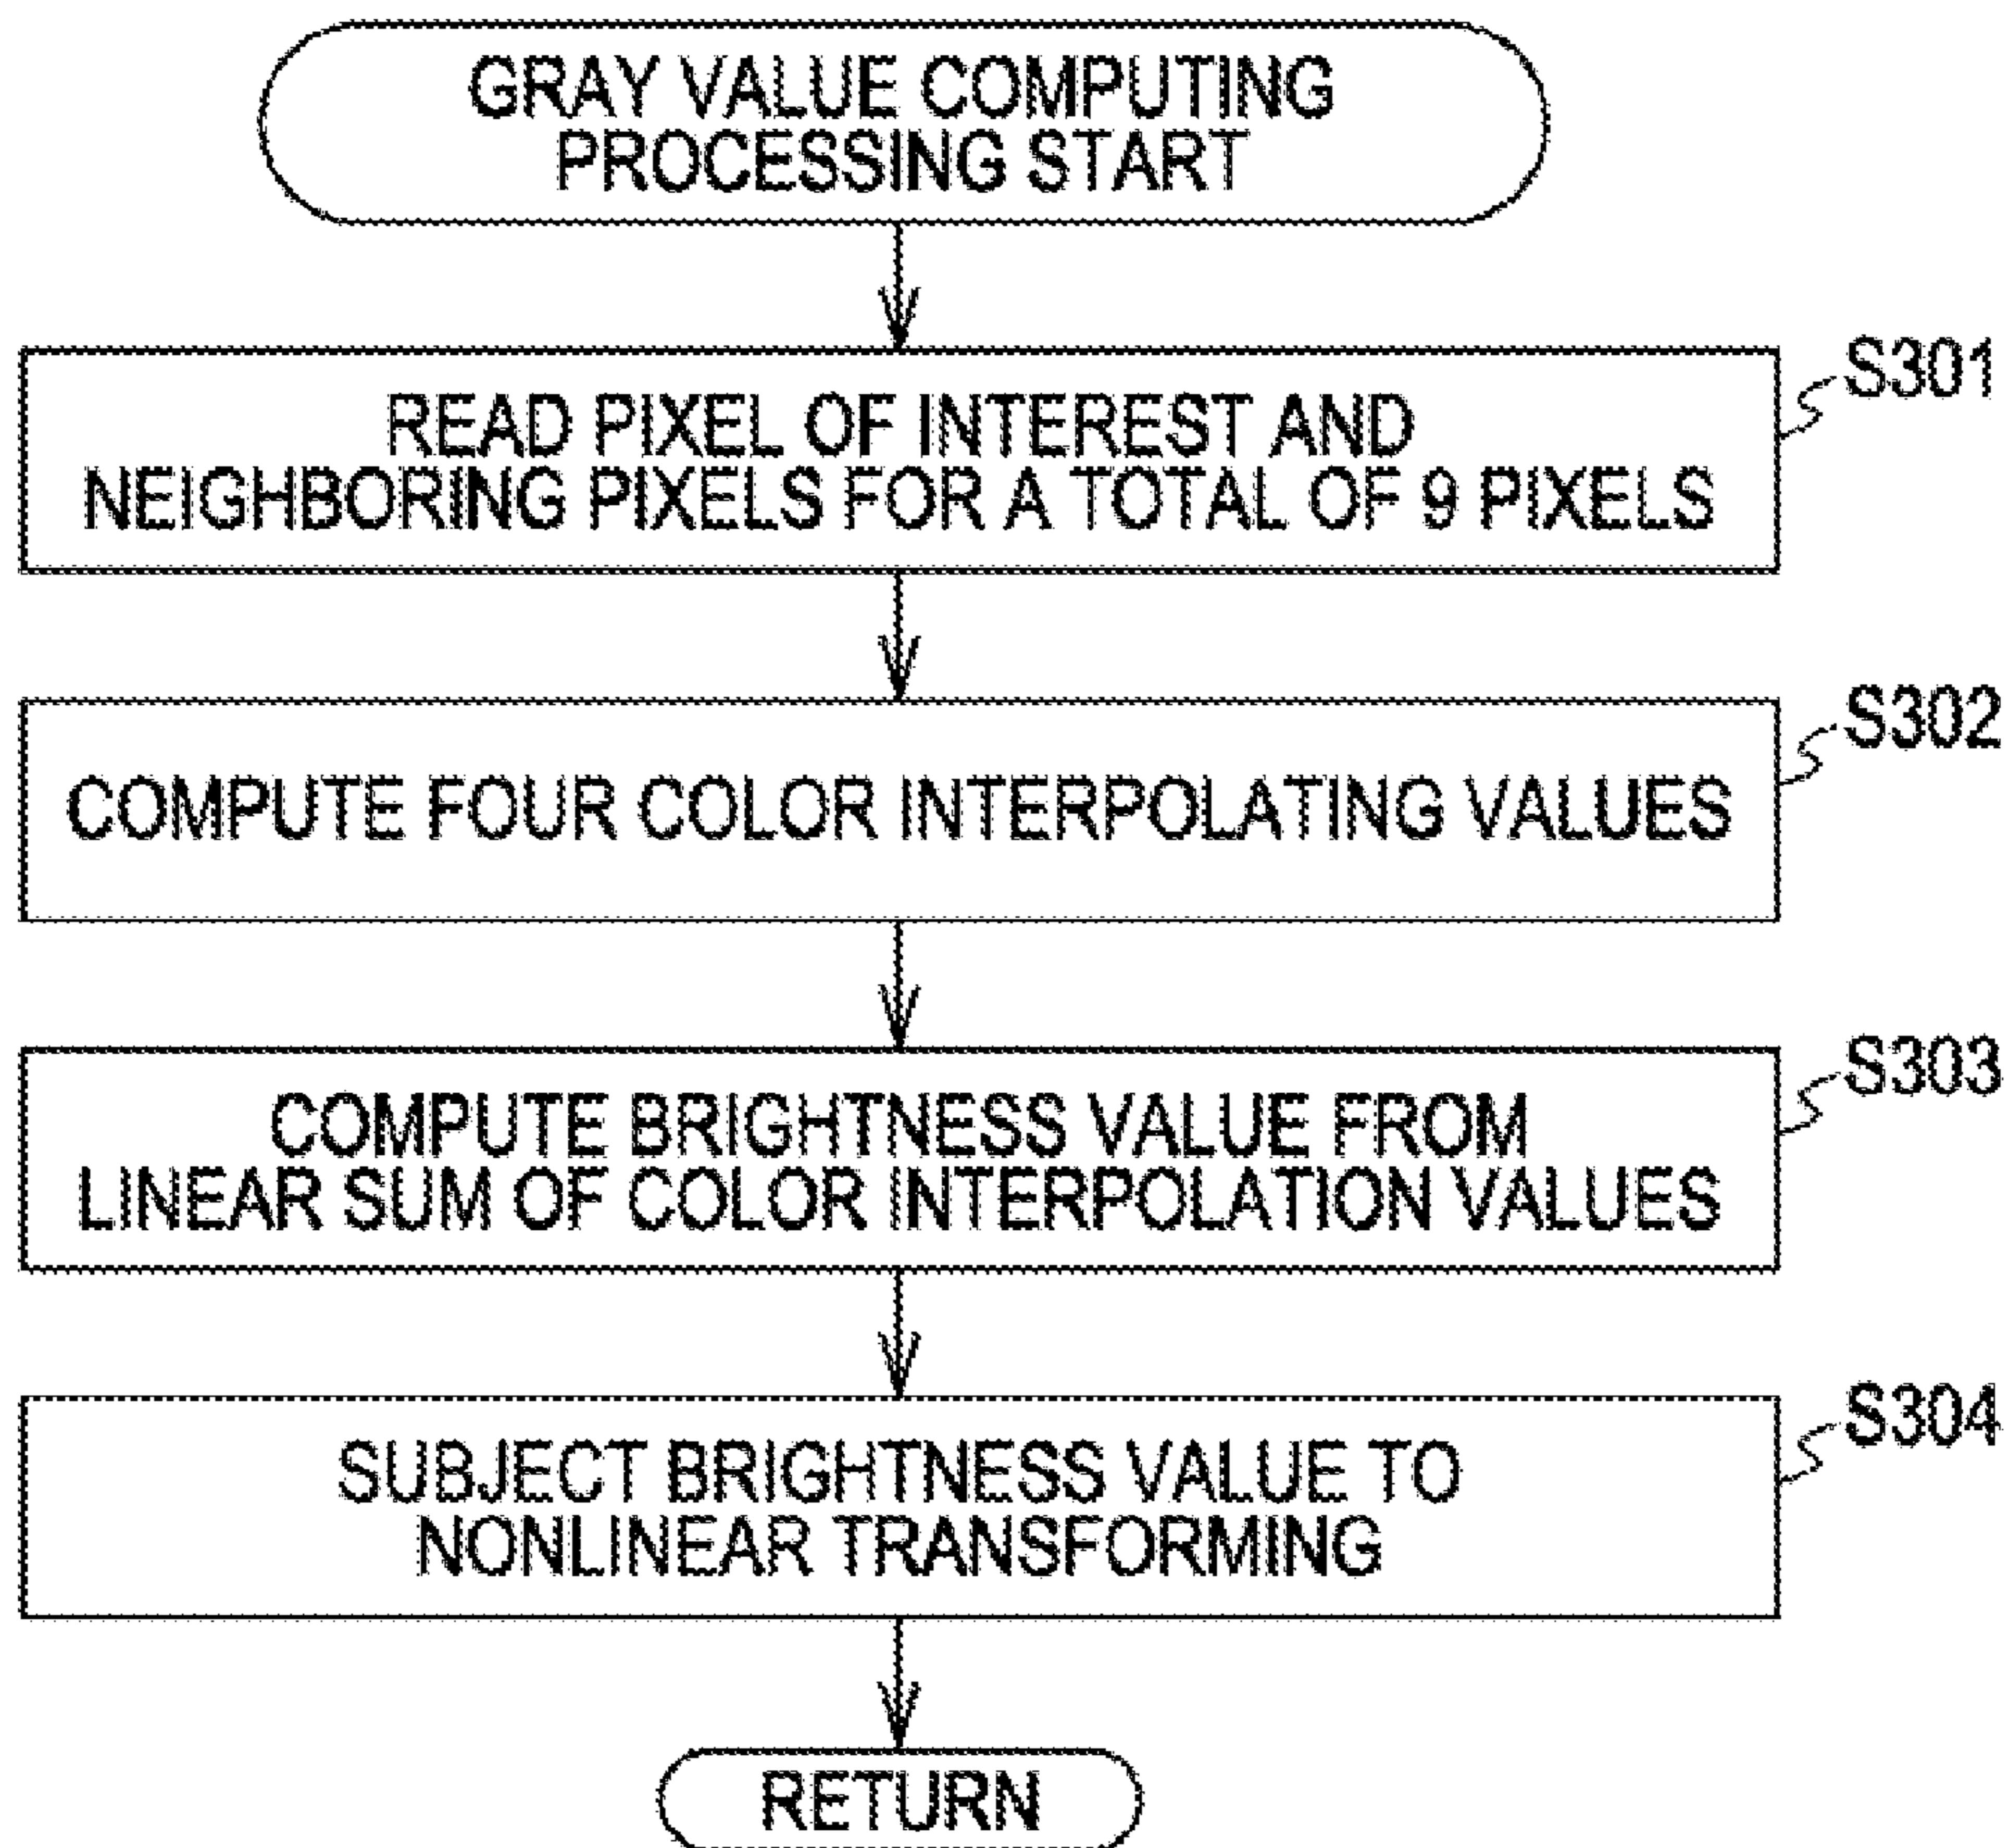 GRAY VALUE COMPUTING
PROCESSING START
S301
READ PIXEL OF INTEREST AND
NEIGHBORING PIXELS FOR A TOTAL OF 9 PIXELS
S302
COMPUTE FOUR COLOR INTERPOLATING VALUES
S303
COMPUTE BRIGHTNESS VALUE FROM
LINEAR SUM OF COLOR INTERPOLATION VALUES
S304
SUBJECT BRIGHTNESS VALUE TO
NONLINEAR TRANSFORMING
RETURN